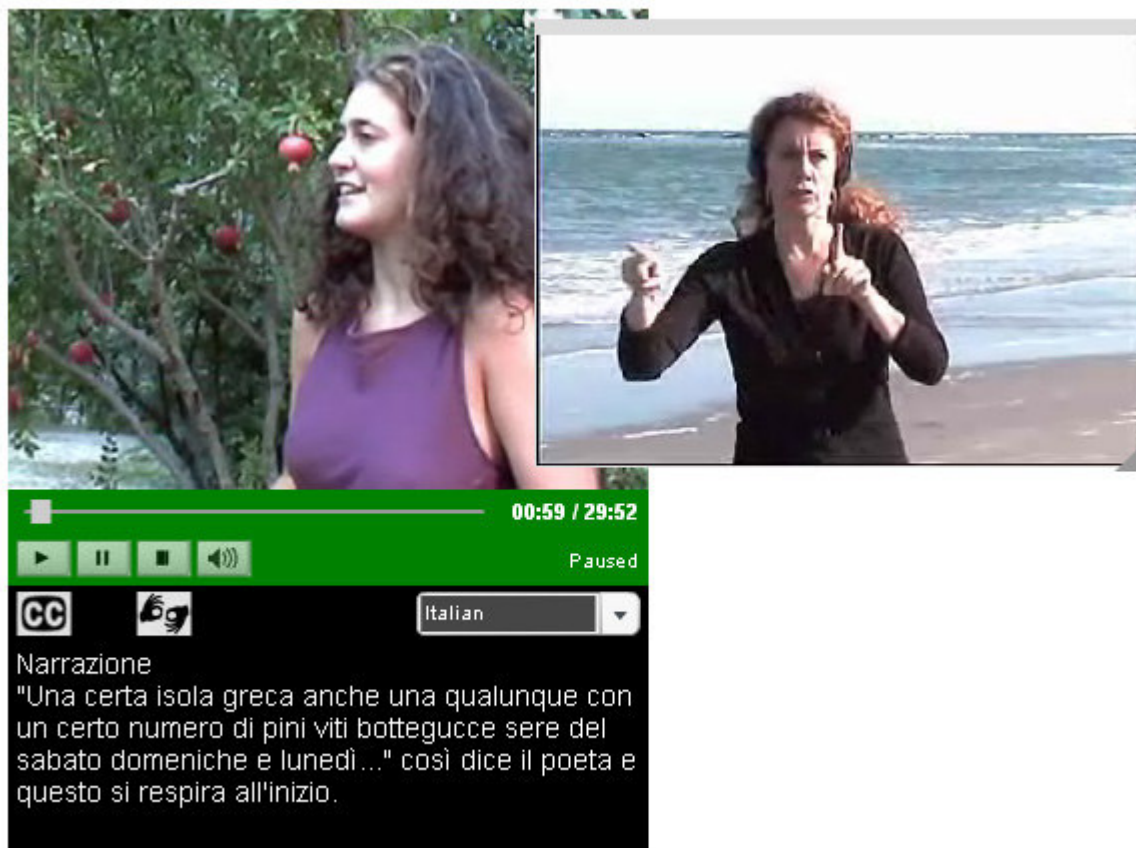 00:59 / 29:52
Paused
CC
Italian
Narrazione
"Una certa isola greca anche una qualunque con
un certo numero di pini viti bottegucce sere del
sabato domeniche e lunedì..." così dice il poeta e
questo si respira all'inizio.